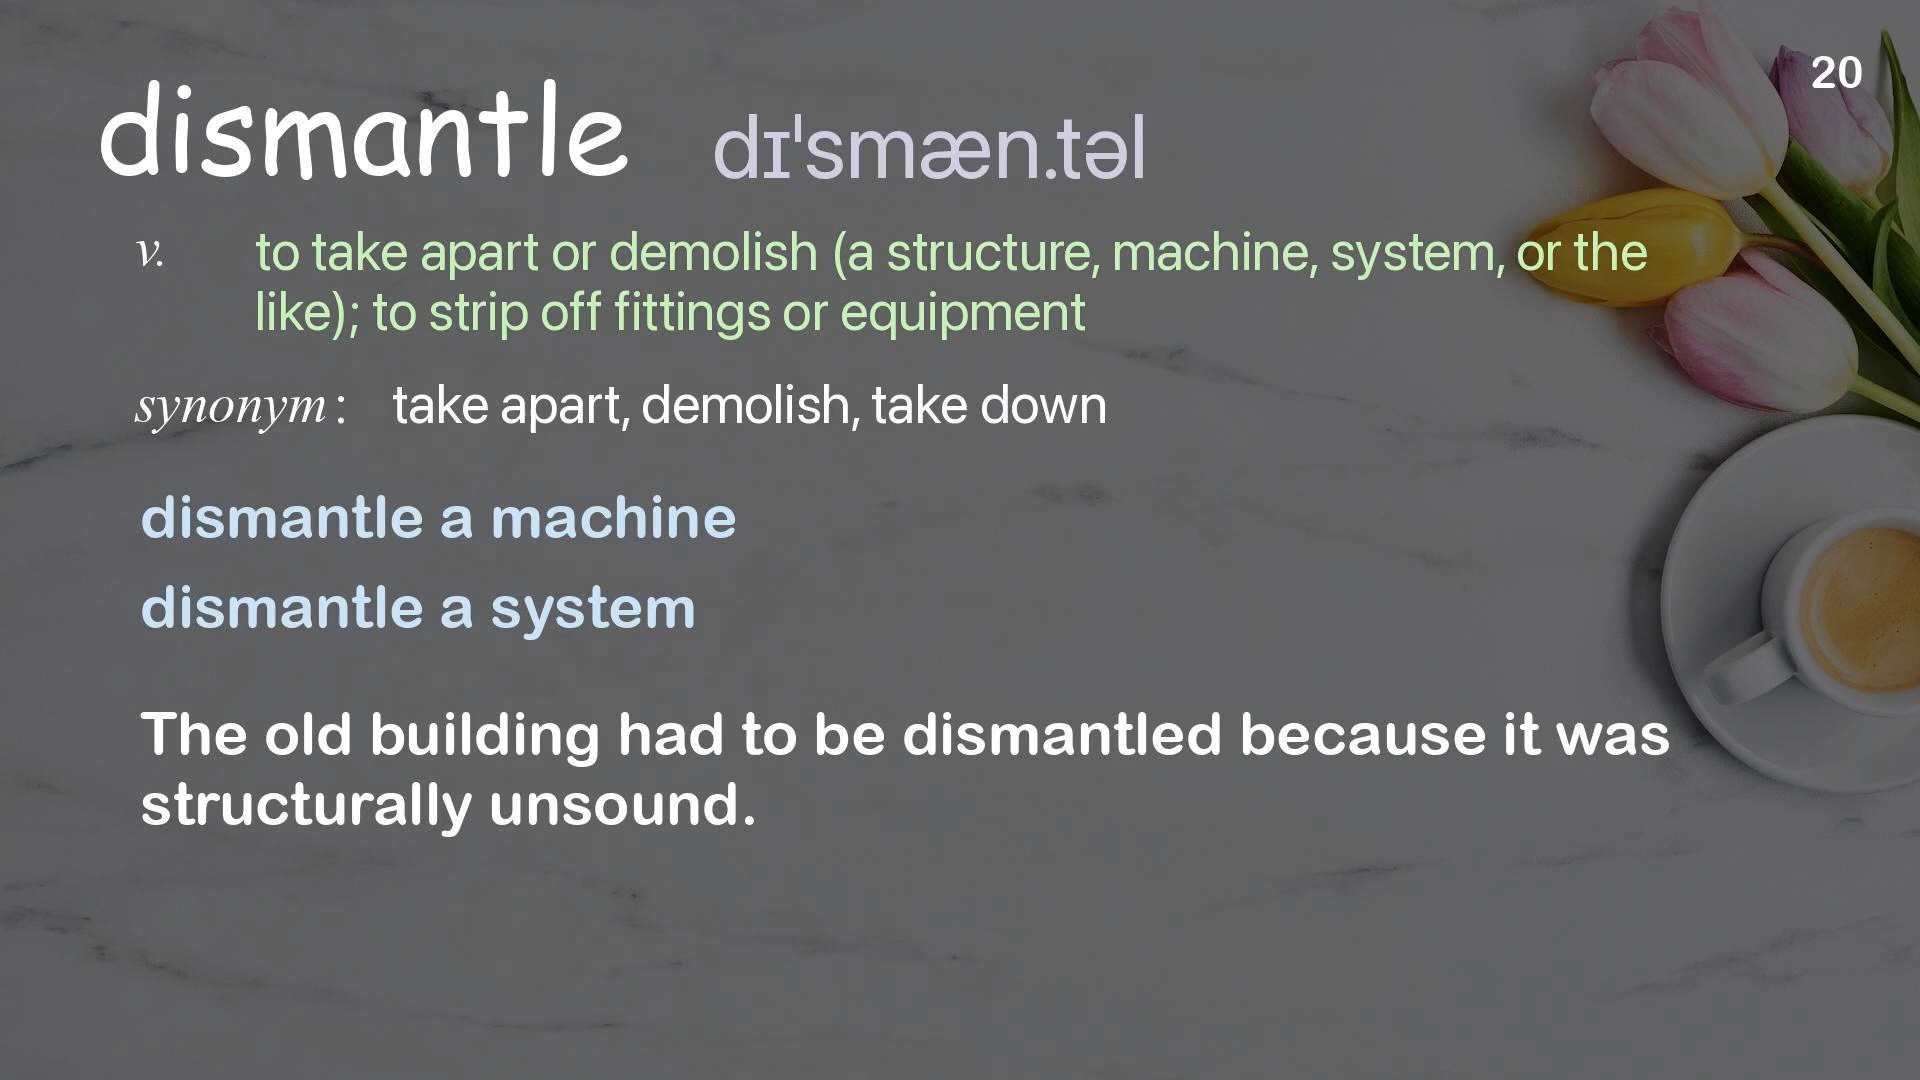 20
dismantle dɪˈsmæn.təl
v. to take apart or demolish (a structure, machine, system, or the
like); to strip off fittings or equipment
synonym : take apart, demolish, take down
dismantle a machine
dismantle a system
The old building had to be dismantled because it was
structurally unsound.